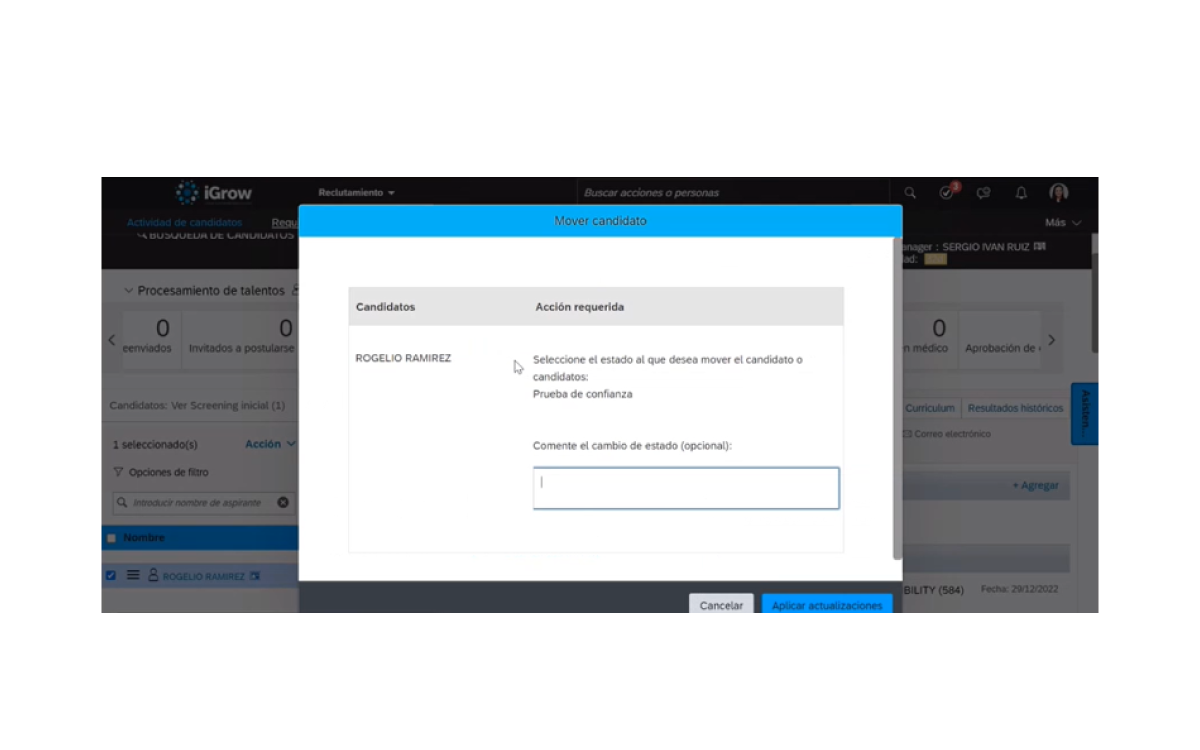 iGrow
Reclutamiento
Buscar acciones o personas
3
Actividad de candidatos
Requ
Más
BÚSQUEDA DE CANDIDATOS
Mover candidato
anager : SERGIO IVAN RUIZ
dad:
Procesamiento de talentos
0
eenviados
0
Invitados a postularse
0
n médico
Aprobación de
Candidatos
Acción requerida
ROGELIO RAMIREZ
Seleccione el estado al que desea mover el candidato o
candidatos:
Prueba de confianza
Comente el cambio de estado (opcional):
Candidatos: Ver Screening inicial (1)
1 seleccionado(s)
Acción
Opciones de filtro
Introducir nombre de aspirante
Nombre
ROGELIO RAMIREZ
Curriculum
Resultados históricos
Correo electrónico
Asisten...
+ Agregar
BILITY (584)
Fecha: 29/12/2022
Cancelar
Aplicar actualizaciones